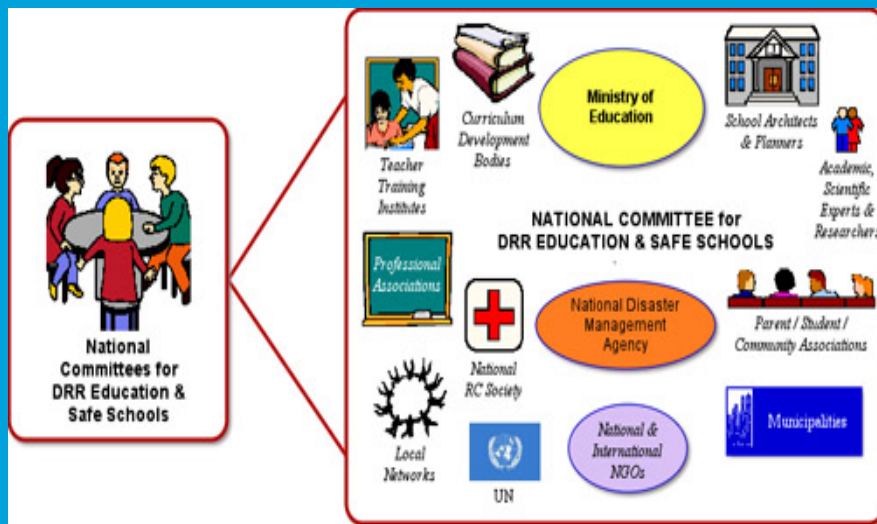 National
Committees for
DRR Education &
Safe Schools
Teacher
Training
Institutes
Curriculum
Development
Bodies
Ministry of
Education
School Architects
& Planners
Academic,
Scientific
Experts &
Researchers
NATIONAL COMMITTEE for
DRR EDUCATION & SAFE SCHOOLS
Professional
Associations
National
RC Society
National Disaster
Management
Agency
Parent / Student /
Community Associations
Local
Networks
UN
National &
International
NGOs
Municipalities